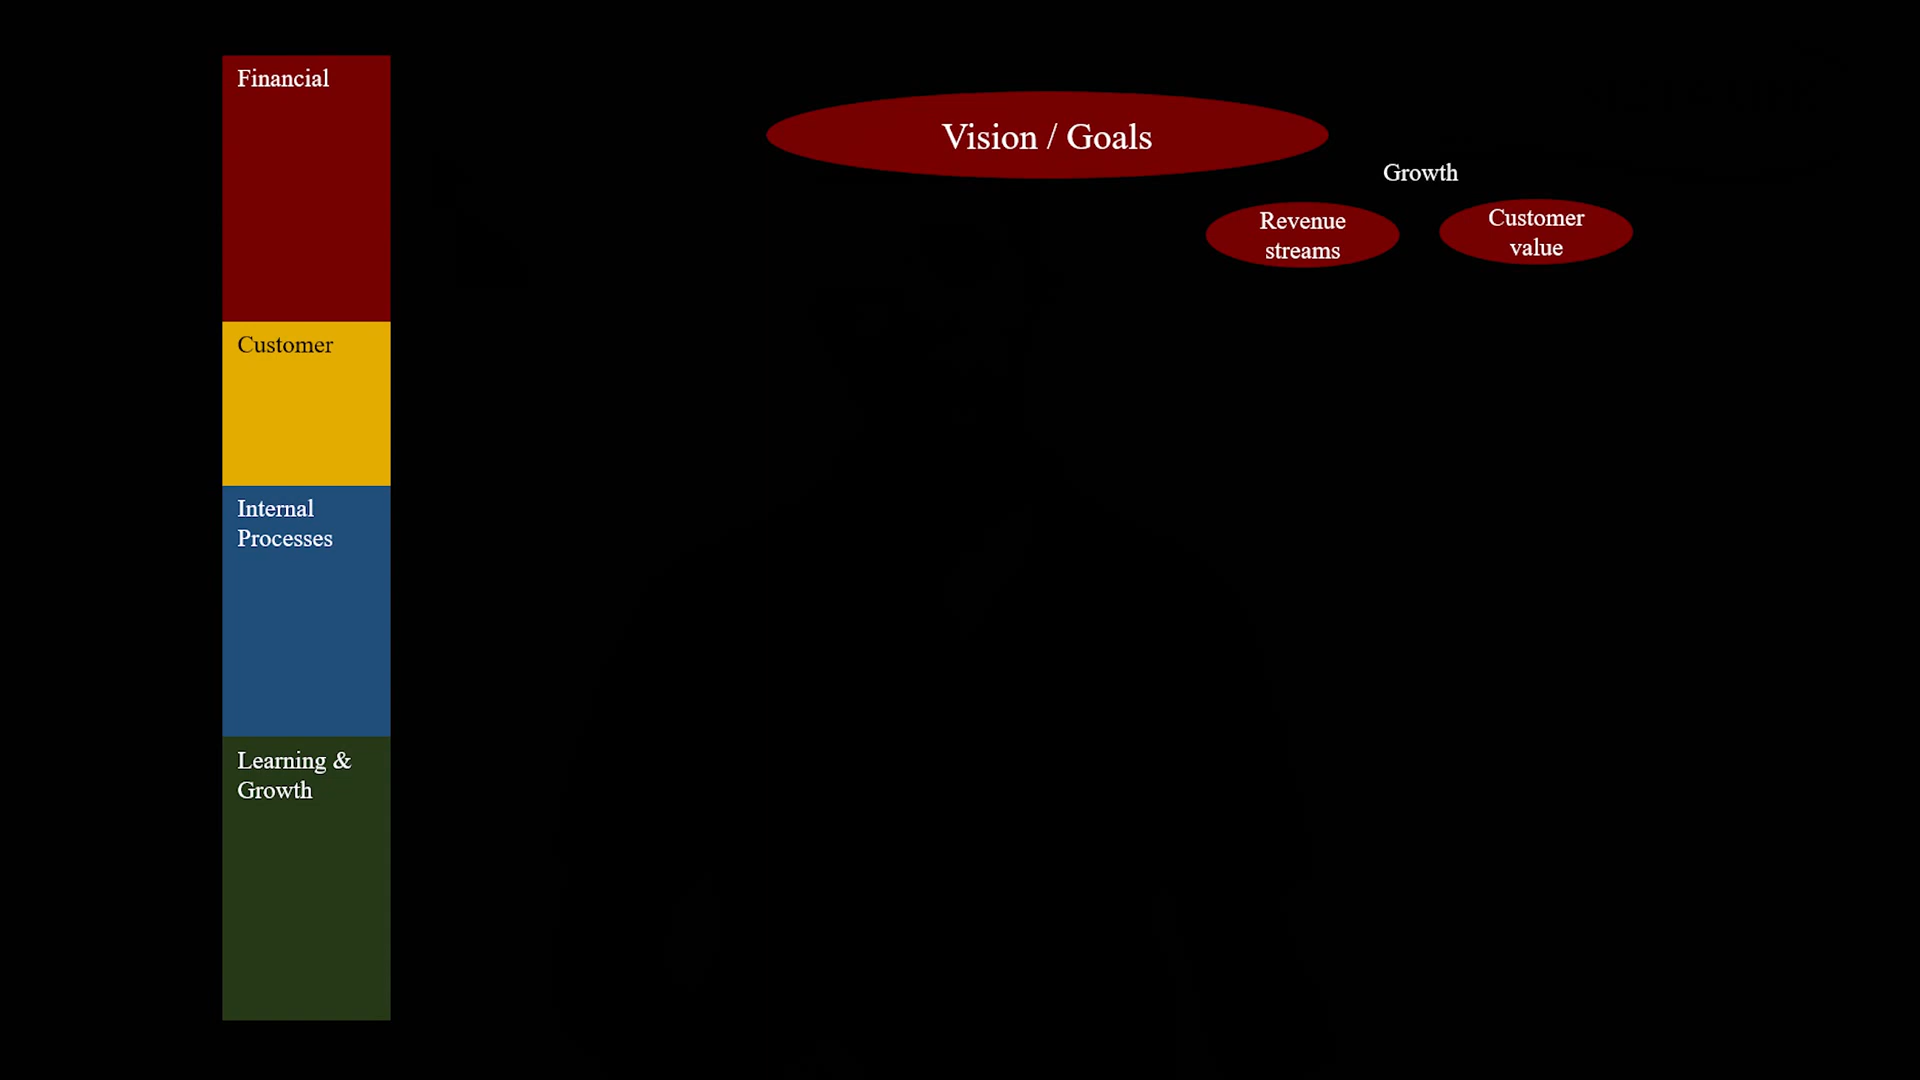 Financial
Vision / Goals
Growth
Revenue
streams
Customer
value
Customer
Internal
Processes
Learning &
Growth